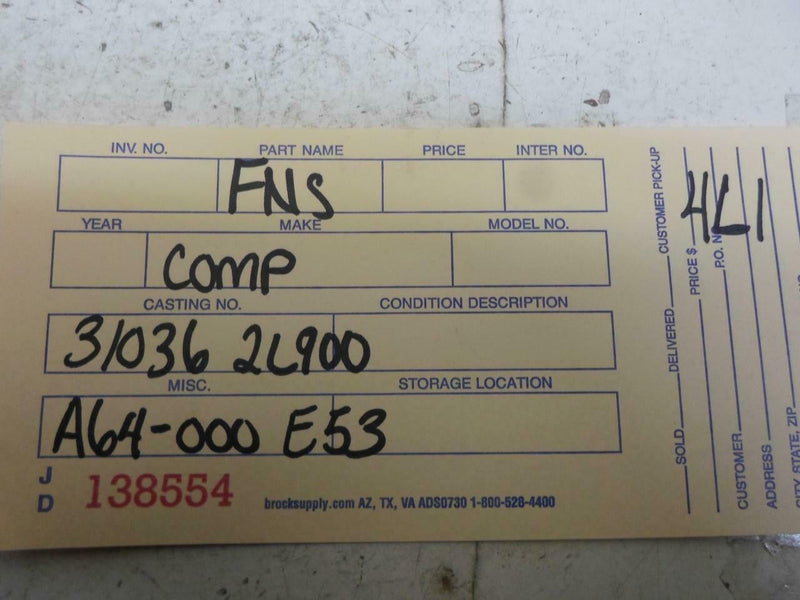 INV. NO. PART NAME PRICE INTER NO.
FNS
YEAR MAKE MODEL NO.
COMP
CASTING NO. CONDITION DESCRIPTION
31036 2L900
MISC. STORAGE LOCATION
A64-000 E53
J D 138554 brocksupply.com AZ, TX, VA ADS0730 1-800-528-4400
SOLD DELIVERED CUSTOMER PICK-UP
PRICE $
4L1
P.O. N
CUSTOMER
ADDRESS
CITY, STATE, ZIP